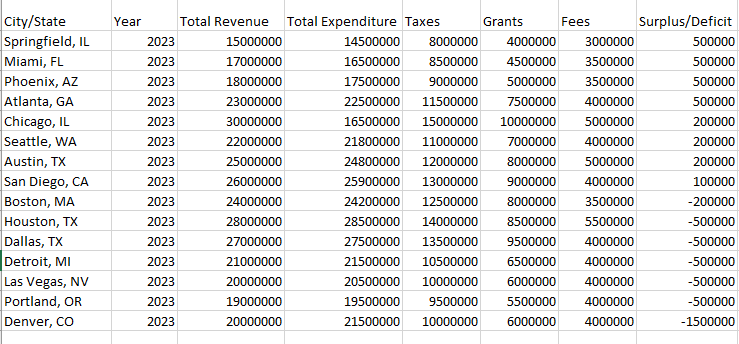 City/State Year Total Revenue Total Expenditure Taxes Grants Fees Surplus/Deficit
Springfield, IL 2023 15000000 14500000 8000000 4000000 3000000 500000
Miami, FL 2023 17000000 16500000 8500000 4500000 3500000 500000
Phoenix, AZ 2023 18000000 17500000 9000000 5000000 3500000 500000
Atlanta, GA 2023 23000000 22500000 11500000 7500000 4000000 500000
Chicago, IL 2023 30000000 16500000 15000000 10000000 5000000 200000
Seattle, WA 2023 22000000 21800000 11000000 7000000 4000000 200000
Austin, TX 2023 25000000 24800000 12000000 8000000 5000000 200000
San Diego, CA 2023 26000000 25900000 13000000 9000000 4000000 100000
Boston, MA 2023 24000000 24200000 12500000 8000000 3500000 -200000
Houston, TX 2023 28000000 28500000 14000000 8500000 5500000 -500000
Dallas, TX 2023 27000000 27500000 13500000 9500000 4000000 -500000
Detroit, MI 2023 21000000 21500000 10500000 6500000 4000000 -500000
Las Vegas, NV 2023 20000000 20500000 10000000 6000000 4000000 -500000
Portland, OR 2023 19000000 19500000 9500000 5500000 4000000 -500000
Denver, CO 2023 20000000 21500000 10000000 6000000 4000000 -1500000